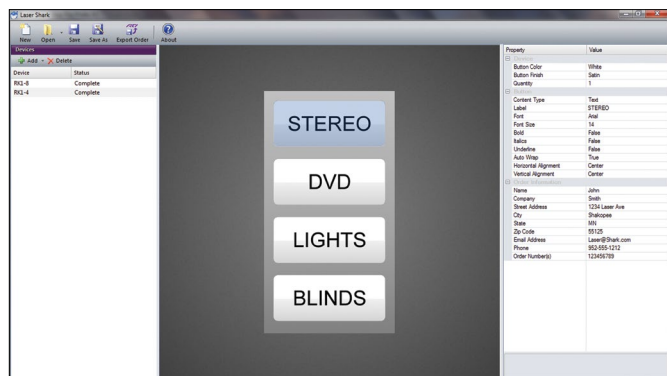 Laser Shark
New Open Save Save As Export Order About
Devices
Add Delete
Device Status
RK1-8 Complete
RK1-4 Complete
STEREO
DVD
LIGHTS
BLINDS
Property Value
Button Color White
Button Finish Satin
Quantity 1
Content Type Text
Label STEREO
Font Arial
Font Size 14
Bold False
Italics False
Underline False
Auto Wrap True
Horizontal Alignment Center
Vertical Alignment Center
Order Information
Name John
Company Smith
Street Address 1234 Laser Ave
City Shakopee
State MN
Zip Code 55125
Email Address Laser@Shark.com
Phone 952-555-1212
Order Number(s) 123456789